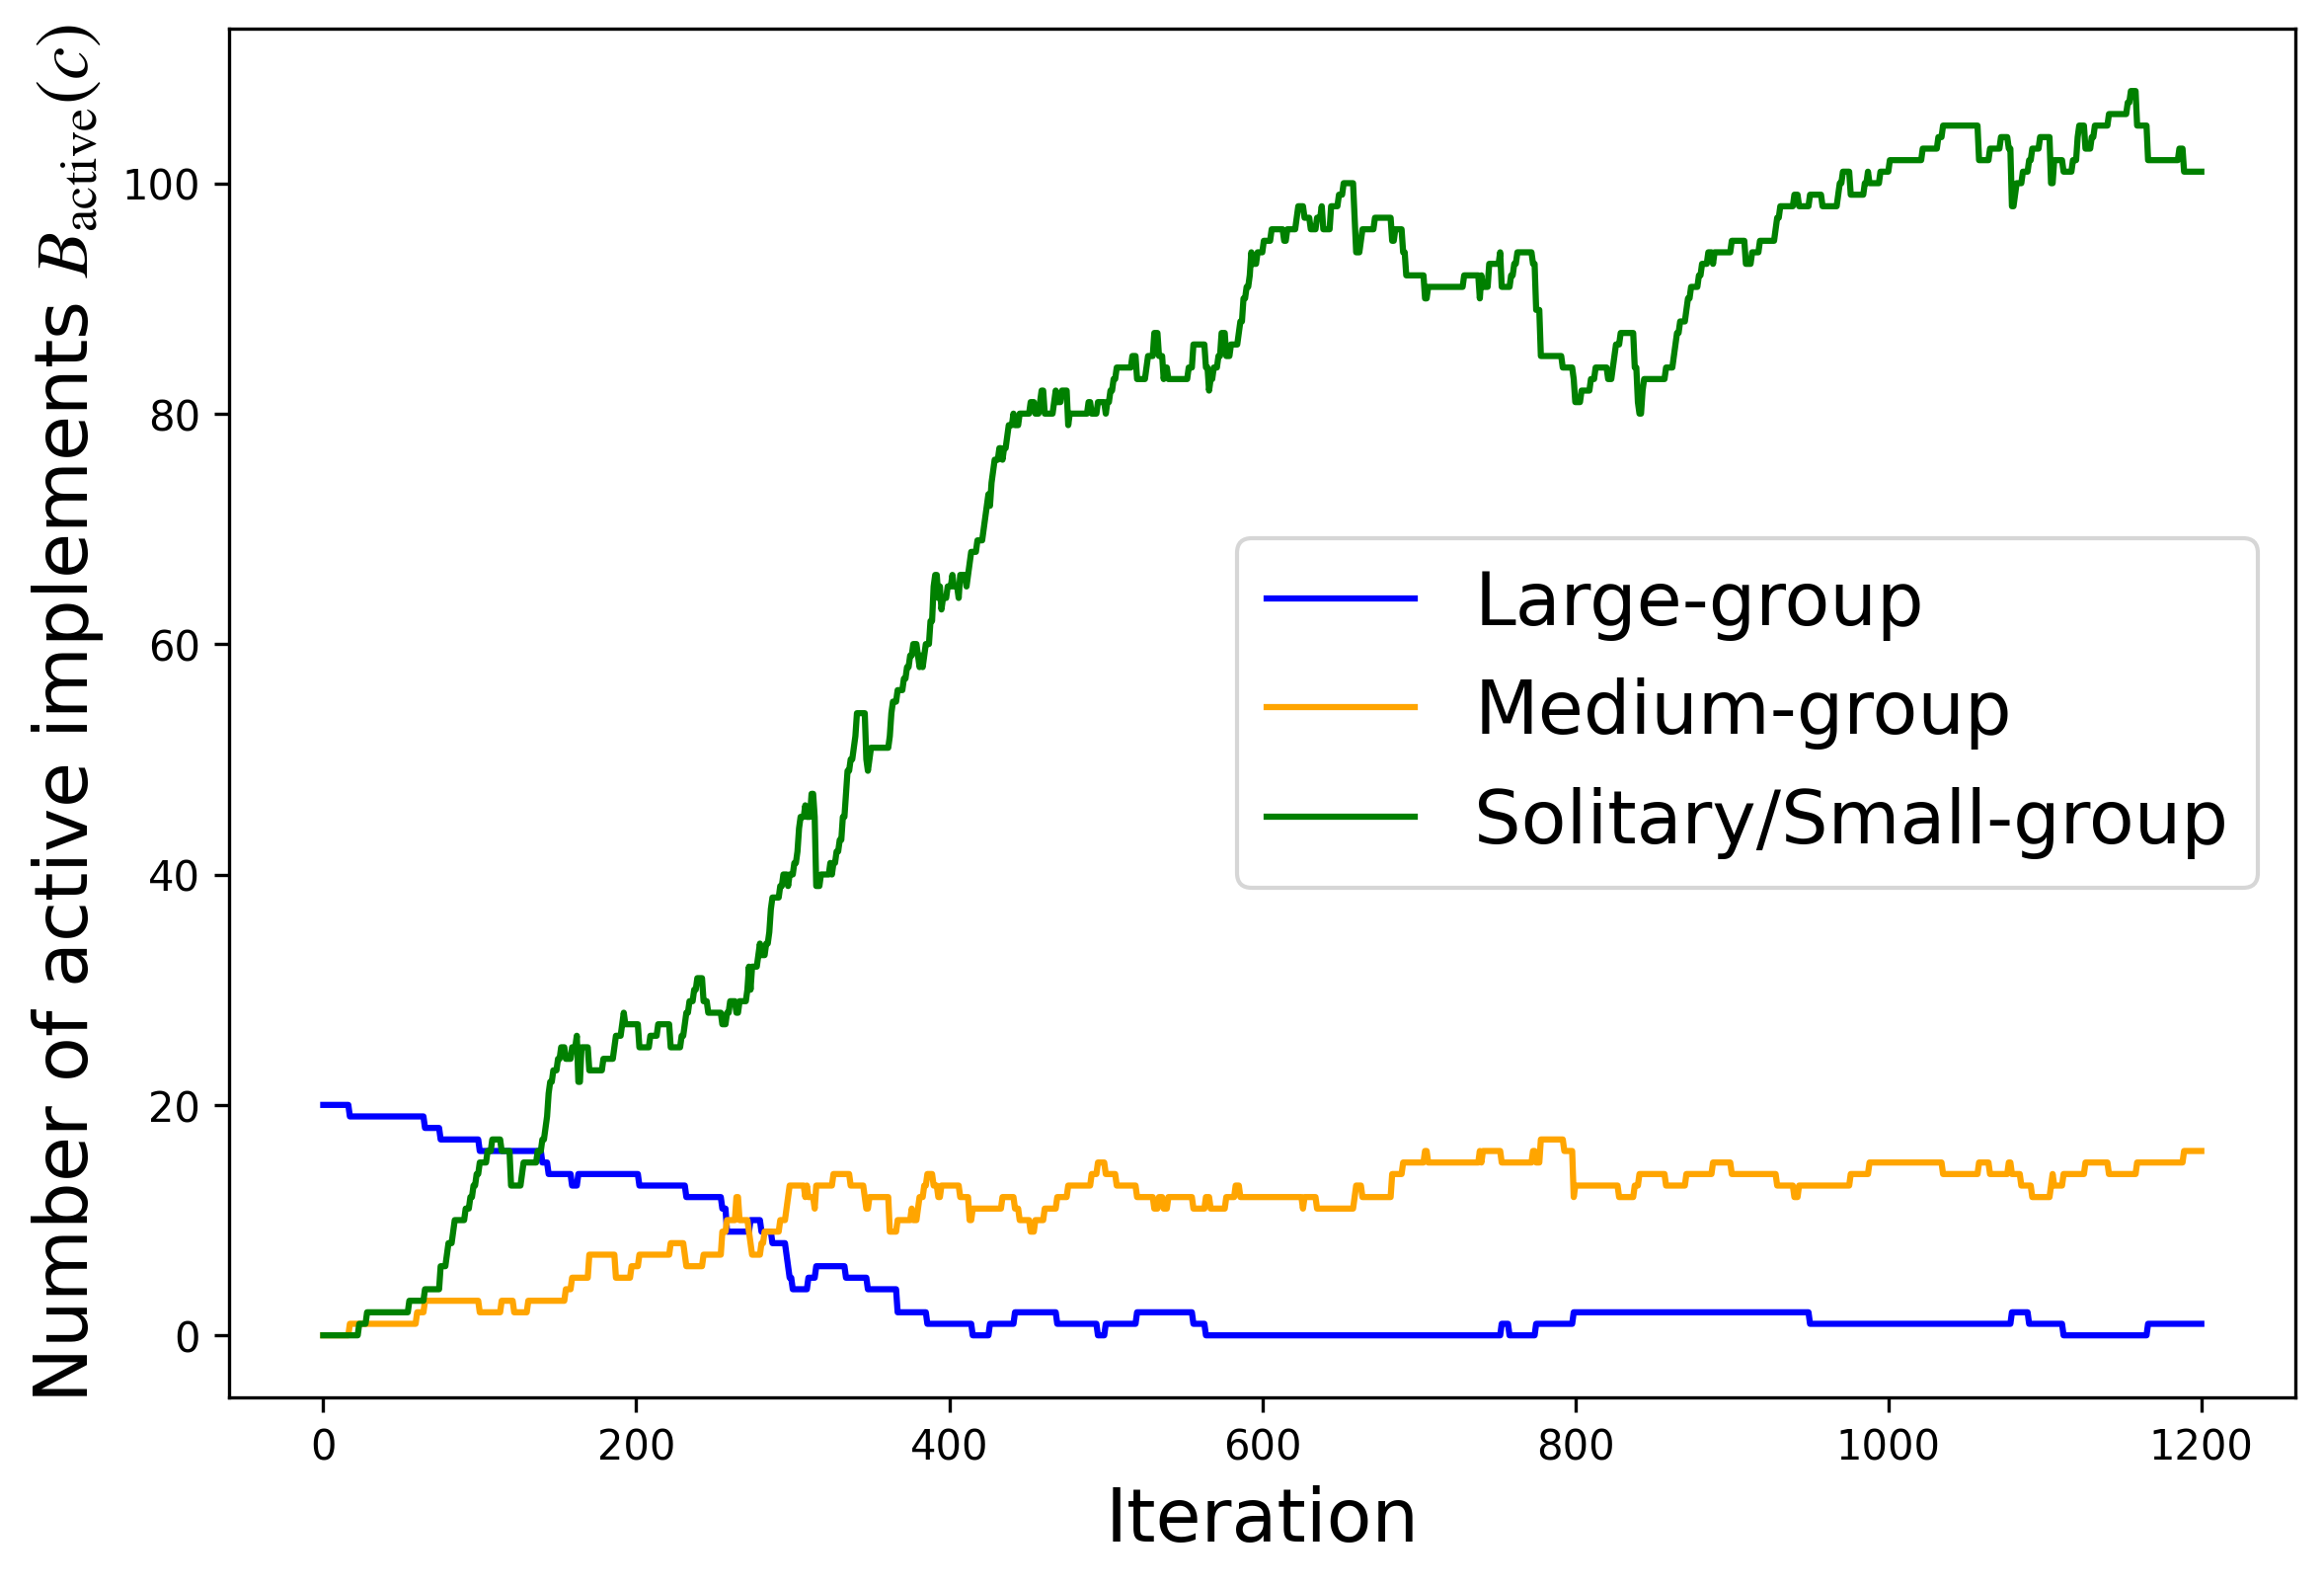 Number of active implements B_active(c)
100
80
60
40
20
0
0 200 400 600 800 1000 1200
Iteration
Large-group
Medium-group
Solitary/Small-group